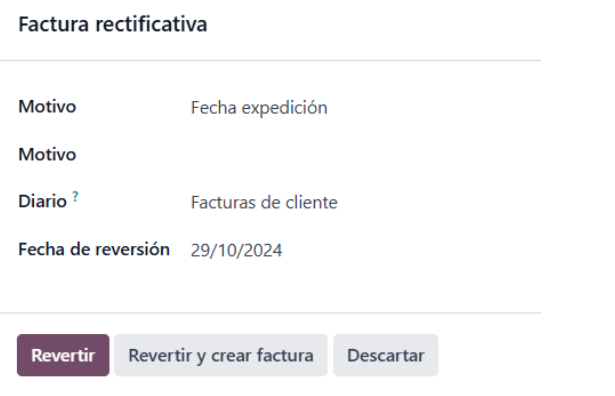 Factura rectificativa
Motivo Fecha expedición
Motivo
Diario ? Facturas de cliente
Fecha de reversión 29/10/2024
Revertir Revertir y crear factura Descartar